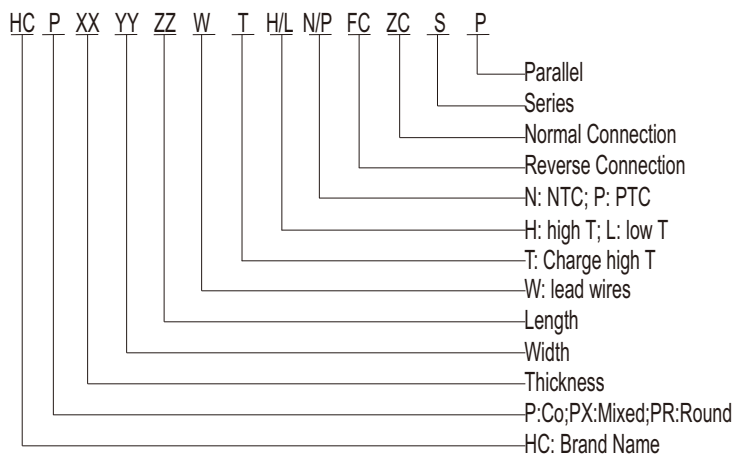 HC P XX YY ZZ W T H/L N/P FC ZC S P
Parallel
Series
Normal Connection
Reverse Connection
N: NTC; P: PTC
H: high T; L: low T
T: Charge high T
W: lead wires
Length
Width
Thickness
P:Co;PX:Mixed;PR:Round
HC: Brand Name